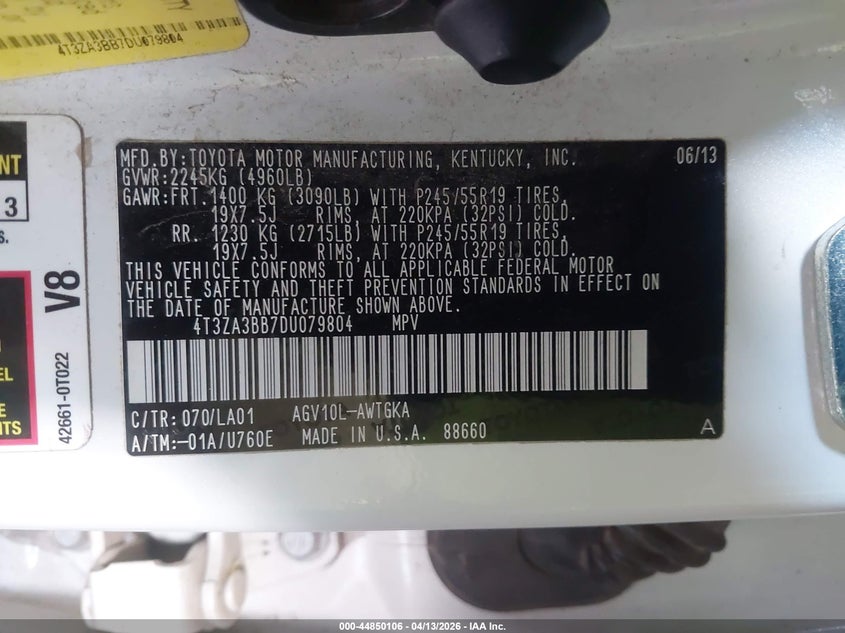 4T3ZA3BB7DU079804
NT
3
S.
V8
42661-0T022
EL
E
NTS
MFD.BY:TOYOTA MOTOR MANUFACTURING, KENTUCKY, INC. 06/13
GVWR:2245KG (4960LB)
GAWR:FRT.1400 KG (3090LB) WITH P245/55R19 TIRES,
19X7.5J RIMS, AT 220KPA (32PSI) COLD.
RR. 1230 KG (2715LB) WITH P245/55R19 TIRES,
19X7.5J RIMS, AT 220KPA (32PSI) COLD.
THIS VEHICLE CONFORMS TO ALL APPLICABLE FEDERAL MOTOR
VEHICLE SAFETY AND THEFT PREVENTION STANDARDS IN EFFECT ON
THE DATE OF MANUFACTURE SHOWN ABOVE.
4T3ZA3BB7DU079804 MPV
C/TR: 070/LA01 AGV10L-AWTGKA
A/TM:-01A/U760E MADE IN U.S.A. 88660
A
000-44850106 - 04/13/2026 - IAA Inc.